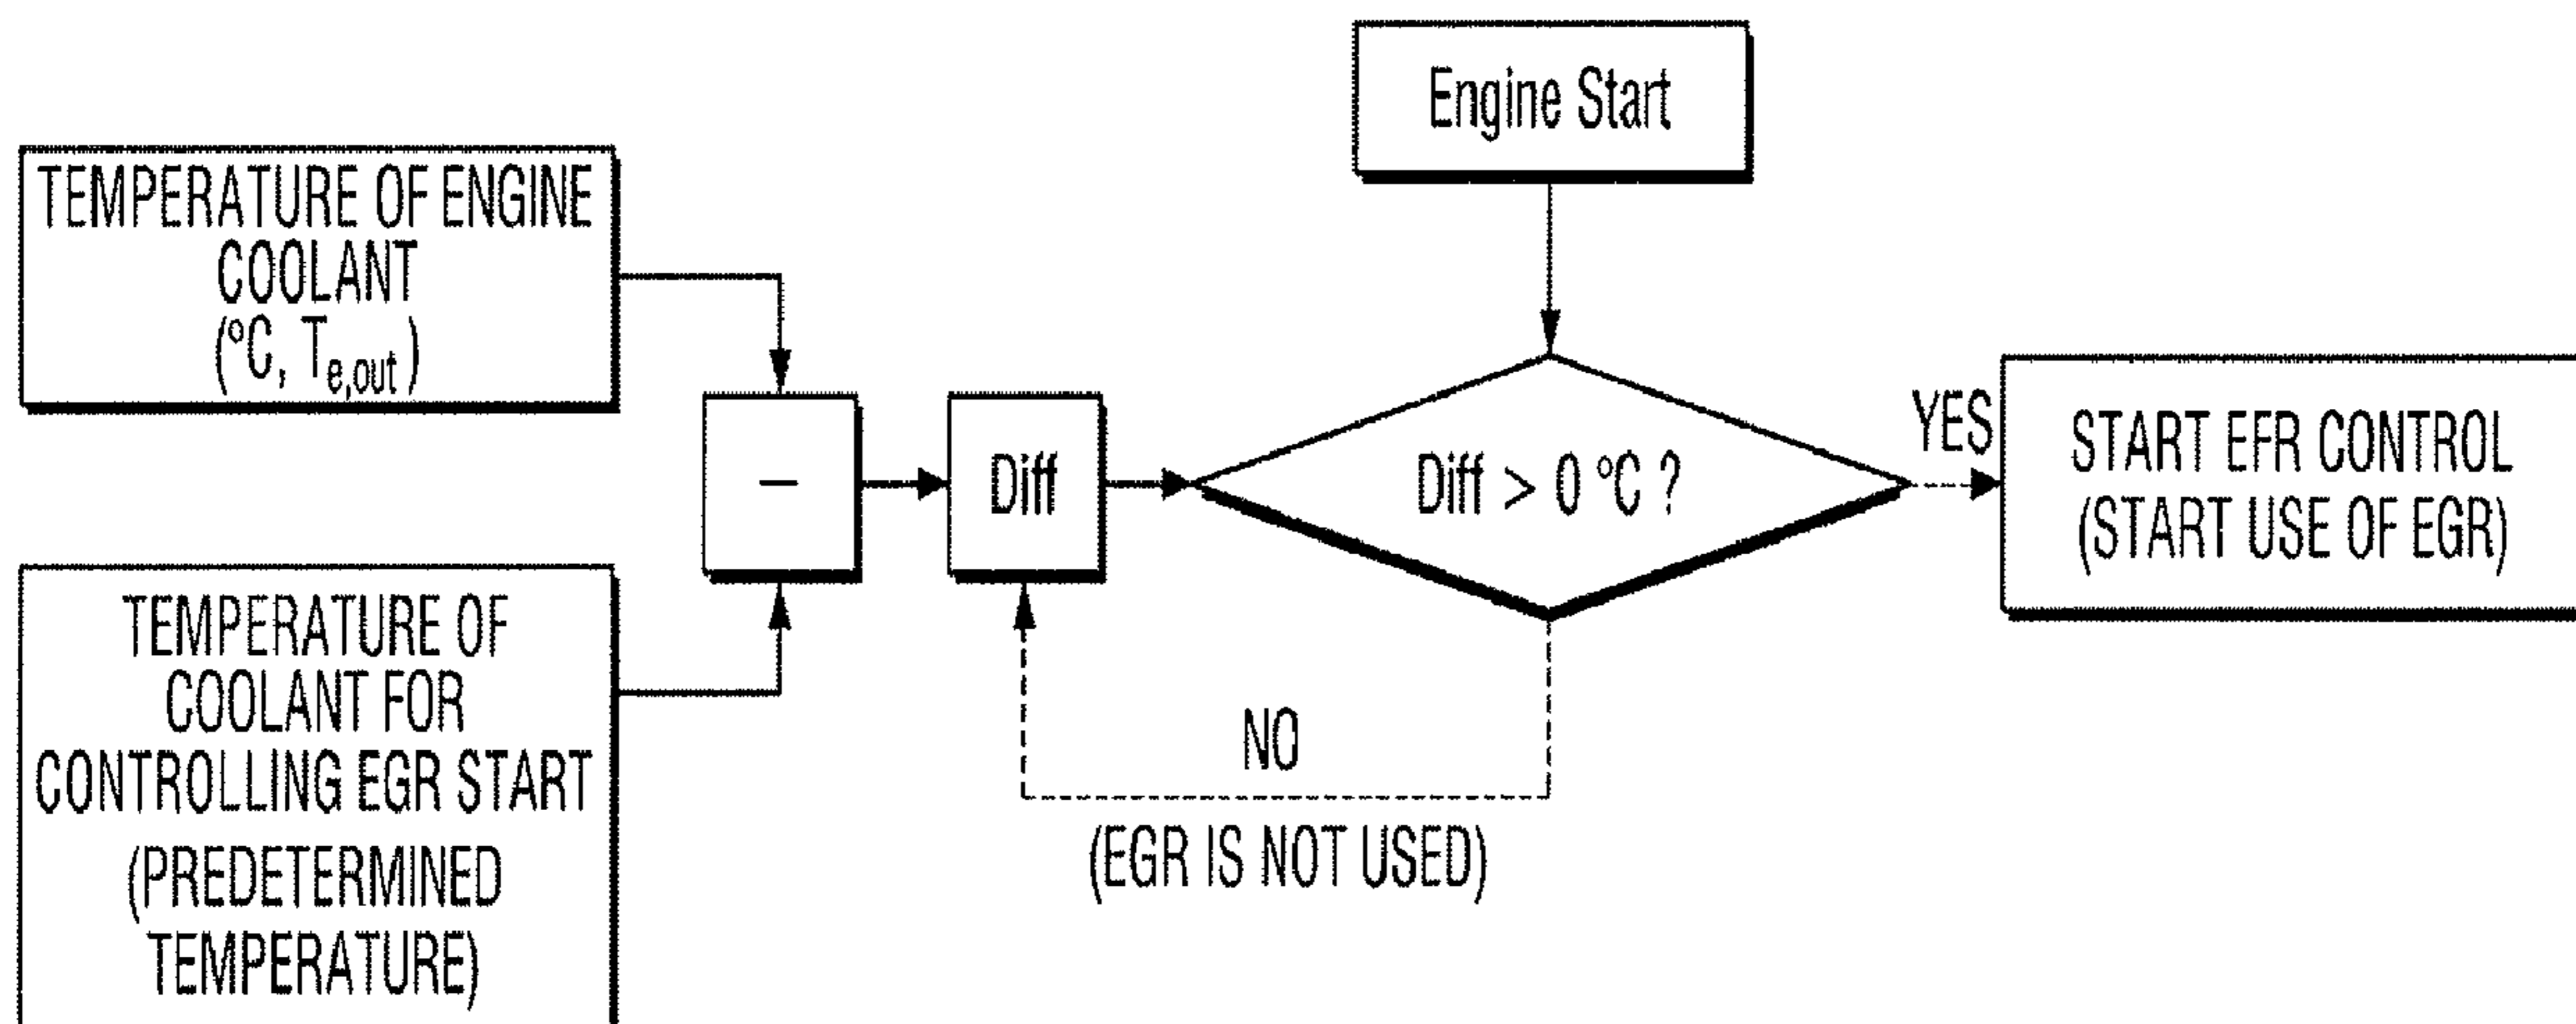 Engine Start
TEMPERATURE OF ENGINE
COOLANT
(°C, Te,out)
−
Diff
Diff > 0 °C ?
YES
START EFR CONTROL
(START USE OF EGR)
TEMPERATURE OF
COOLANT FOR
CONTROLLING EGR START
(PREDETERMINED
TEMPERATURE)
NO
(EGR IS NOT USED)